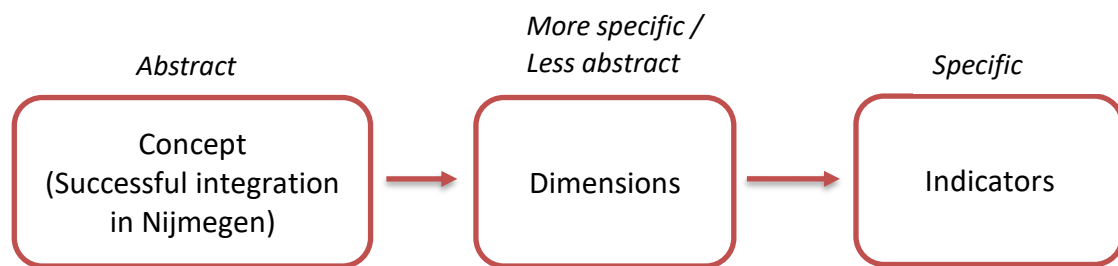 Abstract
More specific /
Less abstract
Specific
Concept
(Successful integration
in Nijmegen)
Dimensions
Indicators